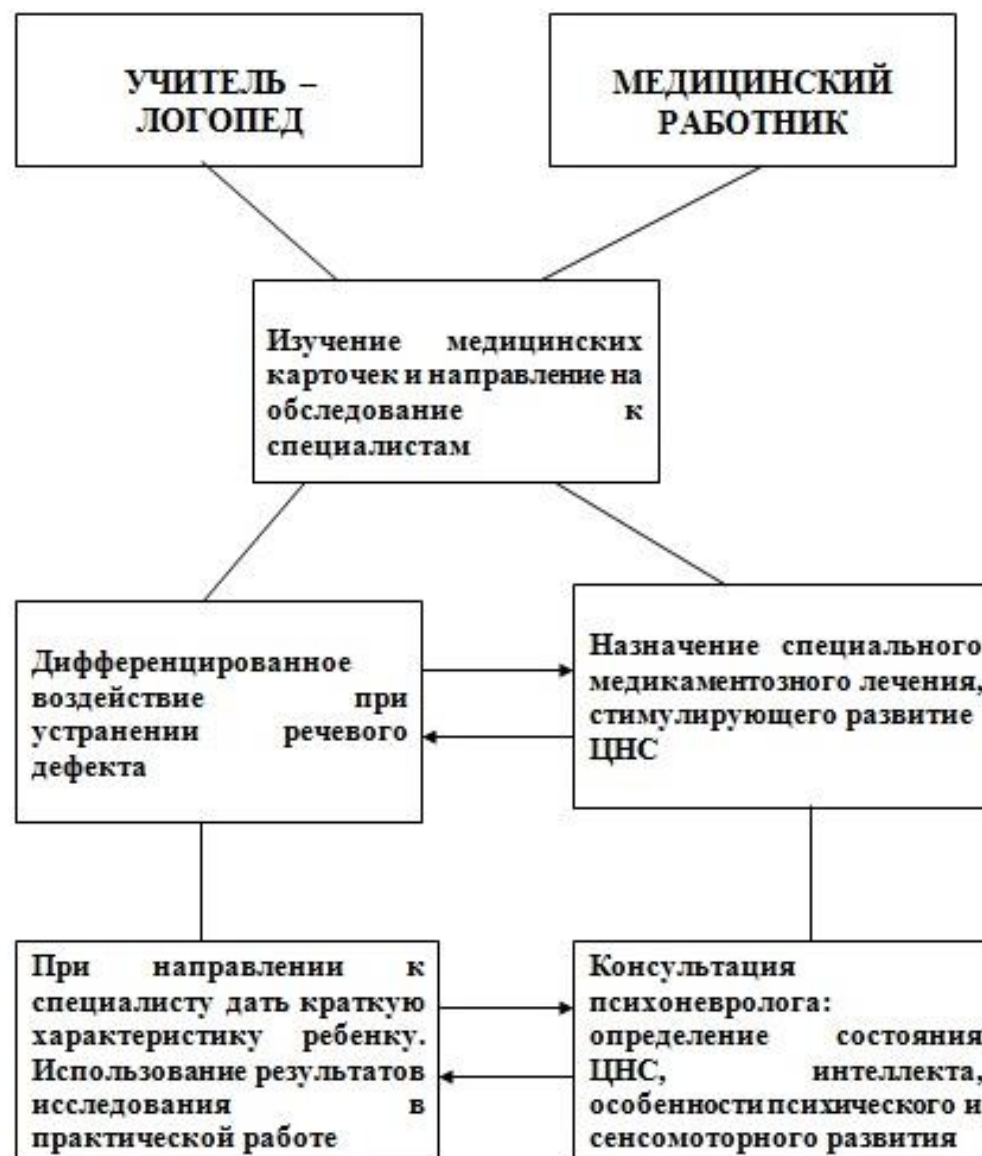 УЧИТЕЛЬ –
ЛОГОПЕД
МЕДИЦИНСКИЙ
РАБОТНИК
Изучение медицинских
карточек и направление на
обследование к
специалистам
Дифференцированное
воздействие при
устранении речевого
дефекта
Назначение специального
медикаментозного лечения,
стимулирующего развитие
ЦНС
При направлении к
специалисту дать краткую
характеристику ребенку.
Использование результатов
исследования в
практической работе
Консультация
психоневролога:
определение состояния
ЦНС, интеллекта,
особенности психического и
сенсомоторного развития